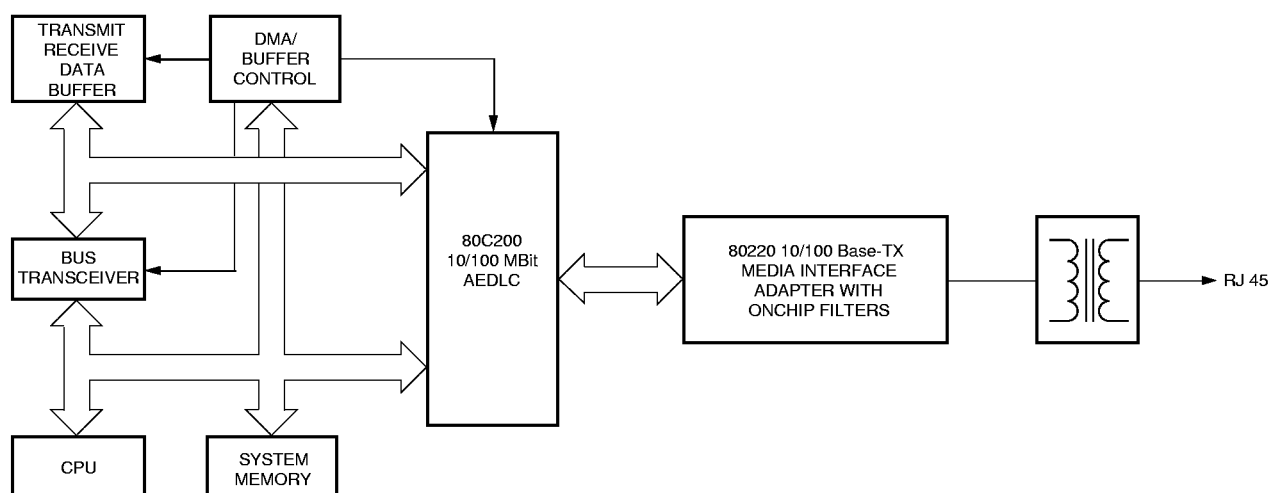 TRANSMIT
RECEIVE
DATA
BUFFER
DMA/
BUFFER
CONTROL
BUS
TRANSCEIVER
80C200
10/100 MBit
AEDLC
80220 10/100 Base-TX
MEDIA INTERFACE
ADAPTER WITH
ONCHIP FILTERS
RJ 45
CPU
SYSTEM
MEMORY